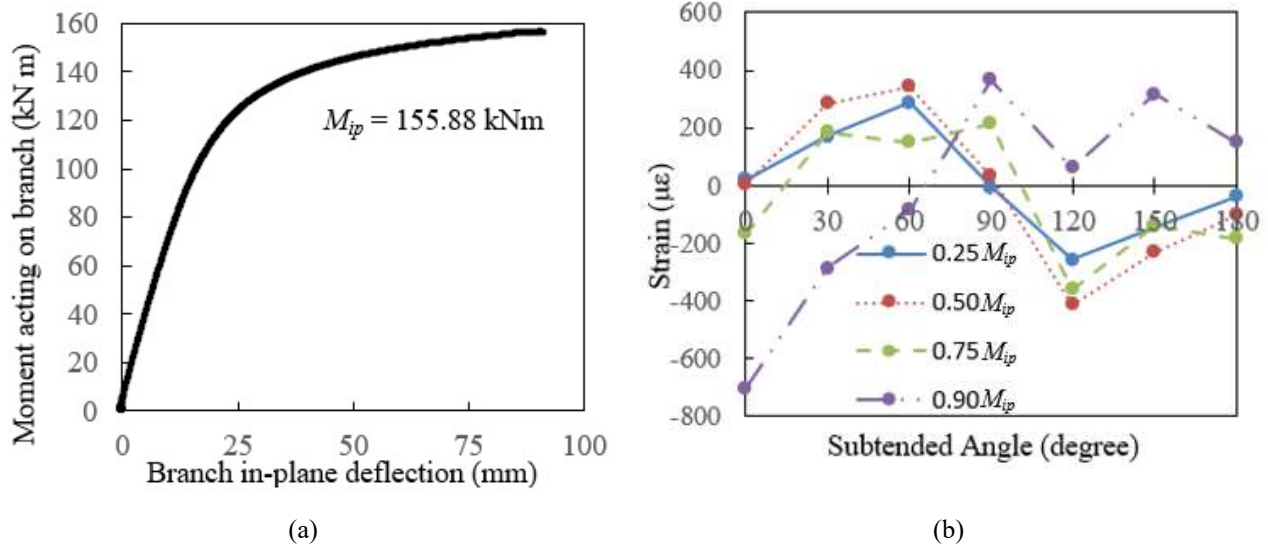 160
140
120
100
80
60
40
20
0
Moment acting on branch (kN m)
M_ip = 155.88 kNm
0 25 50 75 100
Branch in-plane deflection (mm)
(a)
600
400
200
0
-200
-400
-600
-800
Strain (με)
0 30 60 90 120 150 180
0.25M_ip
0.50M_ip
0.75M_ip
0.90M_ip
Subtended Angle (degree)
(b)